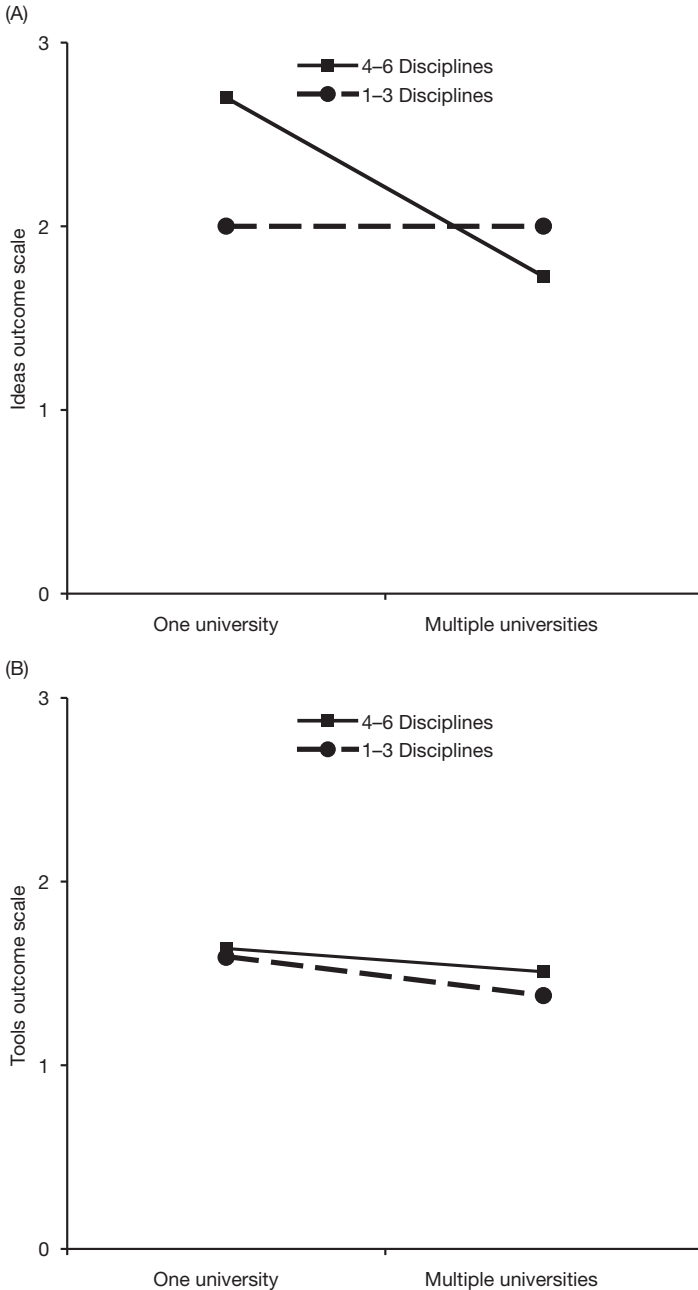 (A)
3
4–6 Disciplines
1–3 Disciplines
2
Ideas outcome scale
1
0
One university
Multiple universities
(B)
3
4–6 Disciplines
1–3 Disciplines
2
Tools outcome scale
1
0
One university
Multiple universities